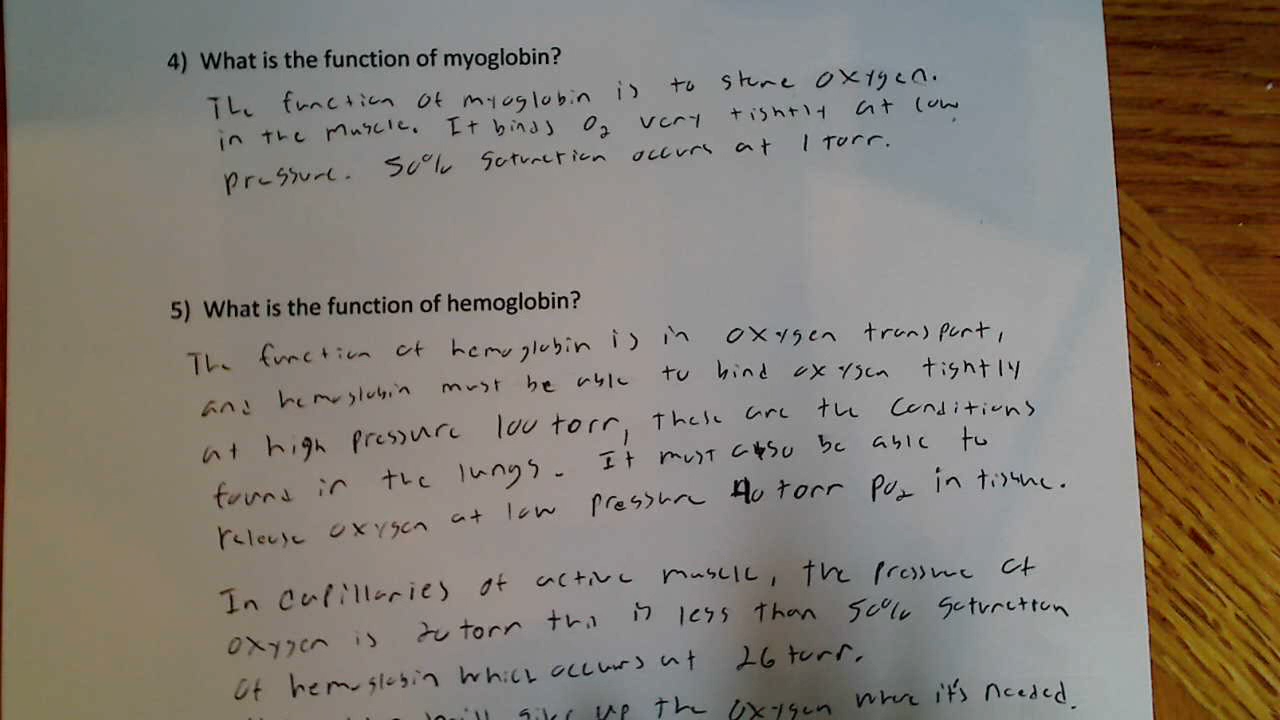 4) What is the function of myoglobin?
The function of myoglobin is to store oxygen.
in the muscle. It binds O2 very tightly at low
pressure. 50% saturation occurs at 1 Torr.
5) What is the function of hemoglobin?
The function of hemoglobin is in oxygen transport,
and hemoglobin must be able to bind oxygen tightly
at high pressure 100 torr, these are the conditions
found in the lungs. It must also be able to
release oxygen at low pressure 40 torr pO2 in tissue.
In capillaries of active muscle, the pressure of
oxygen is 20 torr this is less than 50% saturation
of hemoglobin which occurs at 26 torr.
will give up the oxygen where it's needed.